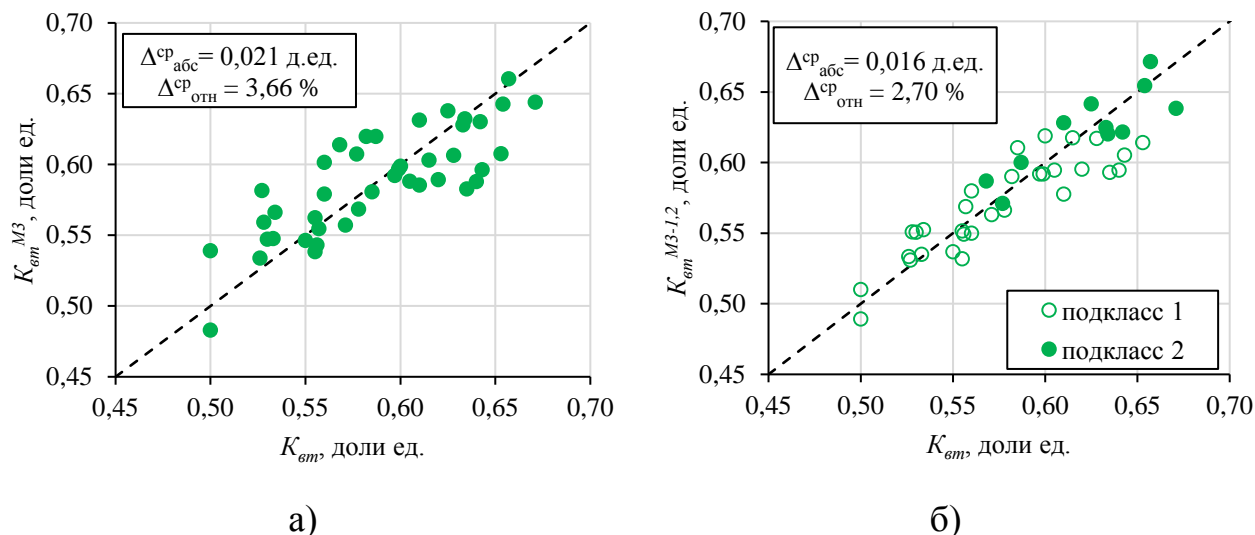 0,70
Δ^ср_абс= 0,021 д.ед.
Δ^ср_отн = 3,66 %
0,65
0,60
0,55
0,50
0,45
K_вт^М3, доли ед.
0,45 0,50 0,55 0,60 0,65 0,70
K_вт, доли ед.
а)
0,70
Δ^ср_абс= 0,016 д.ед.
Δ^ср_отн = 2,70 %
0,65
0,60
0,55
0,50
0,45
K_вт^М3-1,2, доли ед.
подкласс 1
подкласс 2
0,45 0,50 0,55 0,60 0,65 0,70
K_вт, доли ед.
б)